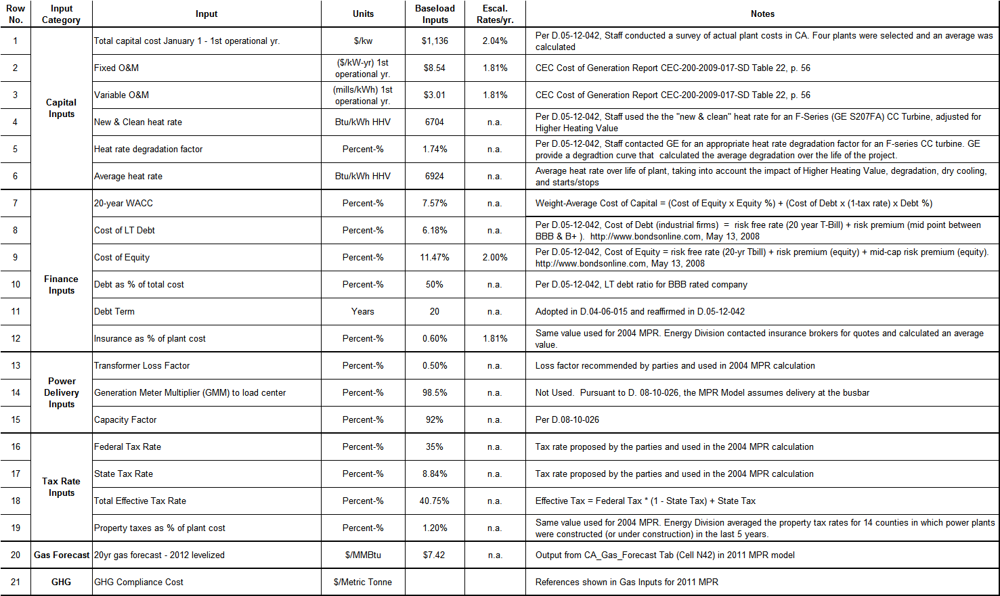 Row No. Input Category Input Units Baseload Inputs Escal. Rates/yr. Notes
Capital Inputs
1 Total capital cost January 1 - 1st operational yr. $/kw $1,136 2.04% Per D.05-12-042, Staff conducted a survey of actual plant costs in CA. Four plants were selected and an average was
calculated
2 Fixed O&M ($/kW-yr) 1st operational yr. $8.54 1.81% CEC Cost of Generation Report CEC-200-2009-017-SD Table 22, p. 56
3 Variable O&M (mills/kWh) 1st operational yr. $3.01 1.81% CEC Cost of Generation Report CEC-200-2009-017-SD Table 22, p. 56
4 New & Clean heat rate Btu/kWh HHV 6704 n.a. Per D.05-12-042, Staff used the the "new & clean" heat rate for an F-Series (GE S207FA) CC Turbine, adjusted for
Higher Heating Value
5 Heat rate degradation factor Percent-% 1.74% n.a. Per D.05-12-042, Staff contacted GE for an appropriate heat rate degradation factor for an F-series CC turbine. GE
provide a degradtion curve that calculated the average degradation over the life of the project.
6 Average heat rate Btu/kWh HHV 6924 n.a. Average heat rate over life of plant, taking into account the impact of Higher Heating Value, degradation, dry cooling,
and starts/stops
Finance Inputs
7 20-year WACC Percent-% 7.57% n.a. Weight-Average Cost of Capital = (Cost of Equity x Equity %) + (Cost of Debt x (1-tax rate) x Debt %)
8 Cost of LT Debt Percent-% 6.18% n.a. Per D.05-12-042, Cost of Debt (industrial firms) = risk free rate (20 year T-Bill) + risk premium (mid point between
BBB & B+ ). http://www.bondsonline.com, May 13, 2008
9 Cost of Equity Percent-% 11.47% 2.00% Per D.05-12-042, Cost of Equity = risk free rate (20-yr Tbill) + risk premium (equity) + mid-cap risk premium (equity).
http://www.bondsonline.com, May 13, 2008
10 Debt as % of total cost Percent-% 50% n.a. Per D.05-12-042, LT debt ratio for BBB rated company
11 Debt Term Years 20 n.a. Adopted in D.04-06-015 and reaffirmed in D.05-12-042
12 Insurance as % of plant cost Percent-% 0.60% 1.81% Same value used for 2004 MPR. Energy Division contacted insurance brokers for quotes and calculated an average
value.
Power Delivery Inputs
13 Transformer Loss Factor Percent-% 0.50% n.a. Loss factor recommended by parties and used in 2004 MPR calculation
14 Generation Meter Multiplier (GMM) to load center Percent-% 98.5% n.a. Not Used. Pursuant to D. 08-10-026, the MPR Model assumes delivery at the busbar
15 Capacity Factor Percent-% 92% n.a. Per D.08-10-026
Tax Rate Inputs
16 Federal Tax Rate Percent-% 35% n.a. Tax rate proposed by the parties and used in the 2004 MPR calculation
17 State Tax Rate Percent-% 8.84% n.a. Tax rate proposed by the parties and used in the 2004 MPR calculation
18 Total Effective Tax Rate Percent-% 40.75% n.a. Effective Tax = Federal Tax * (1 - State Tax) + State Tax
19 Property taxes as % of plant cost Percent-% 1.20% n.a. Same value used for 2004 MPR. Energy Division averaged the property tax rates for 14 counties in which power plants
were constructed (or under construction) in the last 5 years.
20 Gas Forecast 20yr gas forecast - 2012 levelized $/MMBtu $7.42 n.a. Output from CA_Gas_Forecast Tab (Cell N42) in 2011 MPR model
21 GHG GHG Compliance Cost $/Metric Tonne References shown in Gas Inputs for 2011 MPR